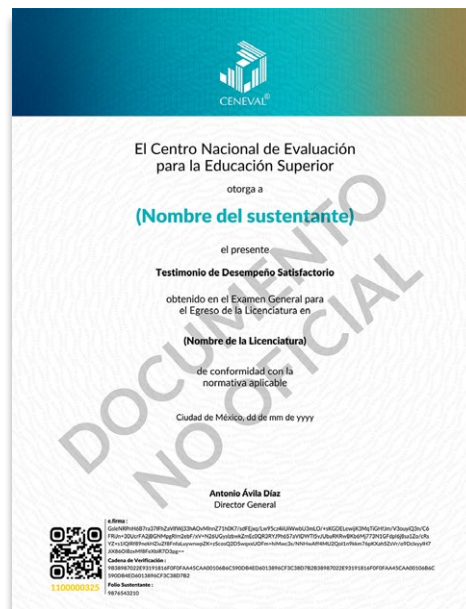 CENEVAL®
El Centro Nacional de Evaluación
para la Educación Superior
otorga a
(Nombre del sustentante)
el presente
Testimonio de Desempeño Satisfactorio
obtenido en el Examen General para
el Egreso de la Licenciatura en
(Nombre de la Licenciatura)
de conformidad con la
normativa aplicable
Ciudad de México, dd de mm de yyyy
DOCUMENTO
NO OFICIAL
Antonio Ávila Díaz
Director General
e.firma :
Cadena de Verificación :
Folio Sustentante :
9876543210
1100000325